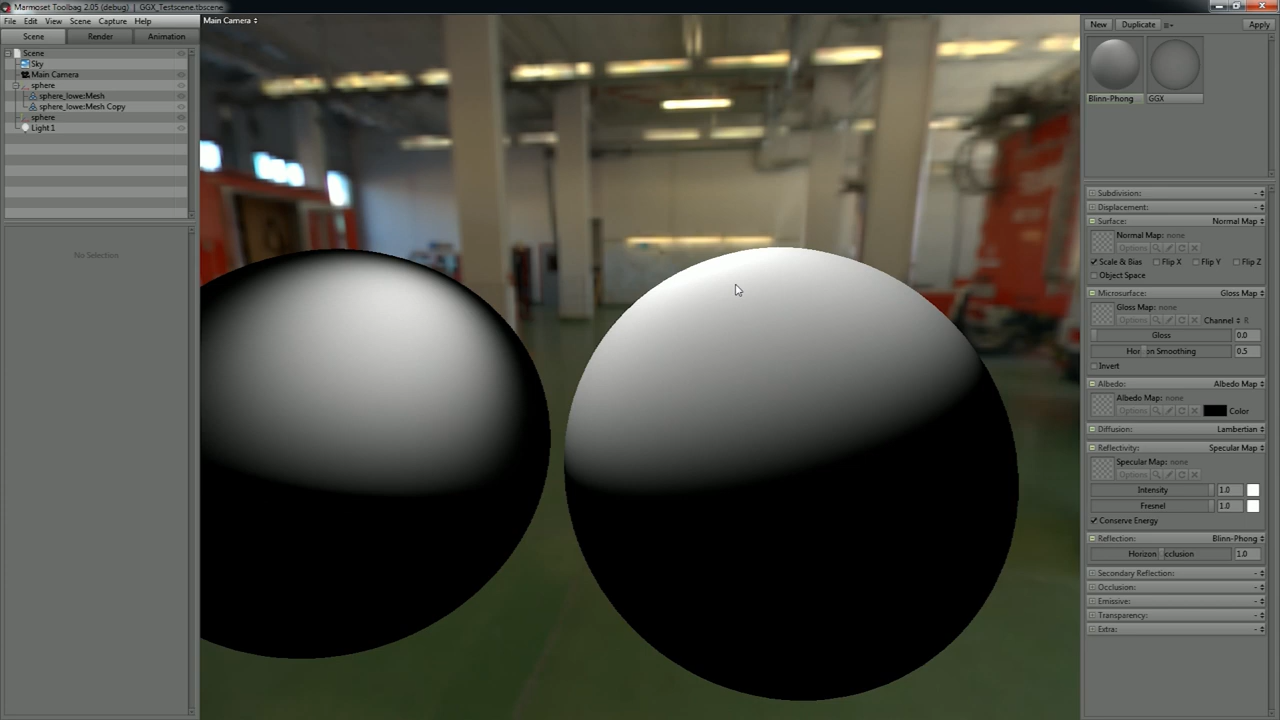 Marmoset Toolbag 2.05 (debug) | GGX_Testscene.tbscene
File Edit View Scene Capture Help
Main Camera
New Duplicate Apply
Scene Render Animation
Scene
Sky
Main Camera
sphere
sphere_lowe:Mesh
sphere_lowe:Mesh Copy
sphere
Light 1
No Selection
Blinn-Phong GGX
Subdivision: -
Displacement: -
Surface: Normal Map
Normal Map: none
Options
Scale & Bias Flip X Flip Y Flip Z
Object Space
Microsurface: Gloss Map
Gloss Map: none
Options Channel R
Gloss 0.0
Smoothing 0.5
Invert
Albedo: Albedo Map
Albedo Map: none
Options Color
Diffusion: Lambertian
Reflectivity: Specular Map
Specular Map: none
Options
Intensity 1.0
Fresnel 1.0
Conserve Energy
Reflection: Blinn-Phong
Horizon 1.0
Secondary Reflection: -
Occlusion: -
Emissive: -
Transparency: -
Extra: -